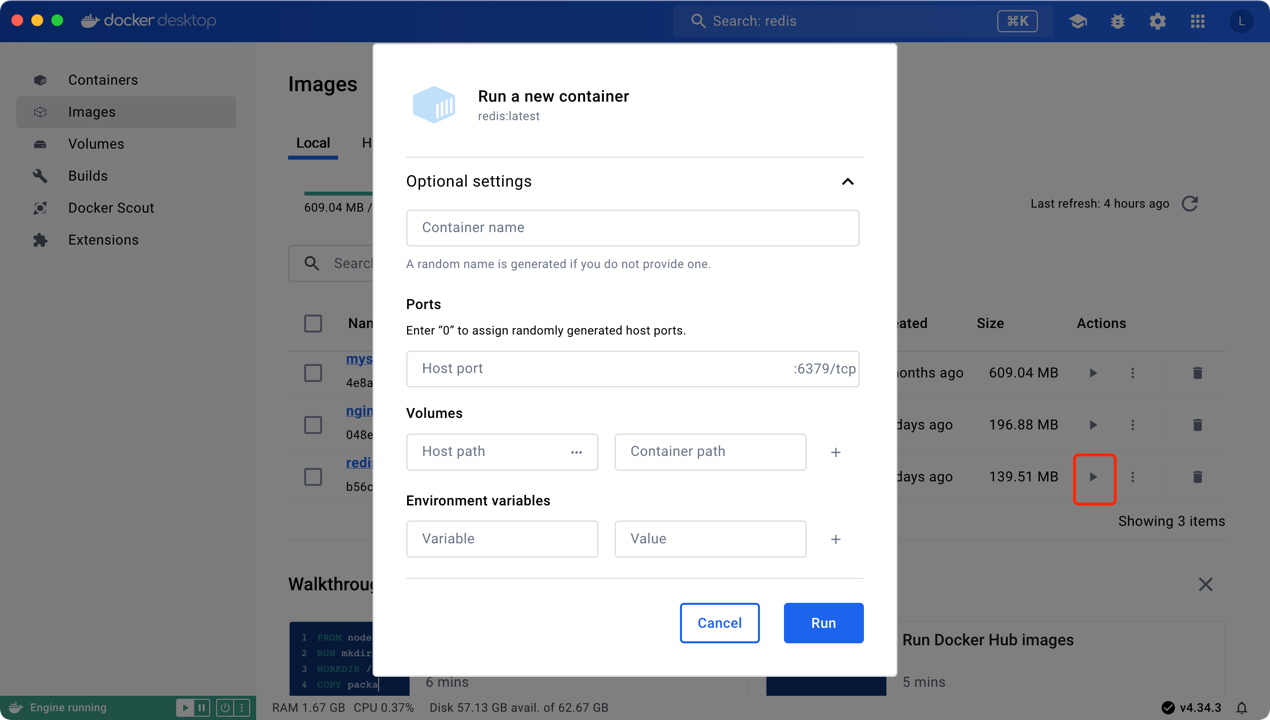 docker desktop
Search: redis
⌘K
L
Containers
Images
Volumes
Builds
Docker Scout
Extensions
Images
Local
H
609.04 MB /
Last refresh: 4 hours ago
Search
Run a new container
redis:latest
Optional settings
Container name
A random name is generated if you do not provide one.
Ports
Enter “0” to assign randomly generated host ports.
Host port
:6379/tcp
Volumes
Host path ...
Container path
+
Environment variables
Variable
Value
+
Cancel
Run
Nan
eated
Size
Actions
mys
4e8a
onths ago
609.04 MB
ngin
048e
days ago
196.88 MB
redi
b56c
days ago
139.51 MB
Showing 3 items
Walkthroug
1 FROM node
2 RUN mkdir
3 WORKDIR /
4 COPY packa
6 mins
Run Docker Hub images
5 mins
Engine running
RAM 1.67 GB CPU 0.37% Disk 57.13 GB avail. of 62.67 GB
v4.34.3